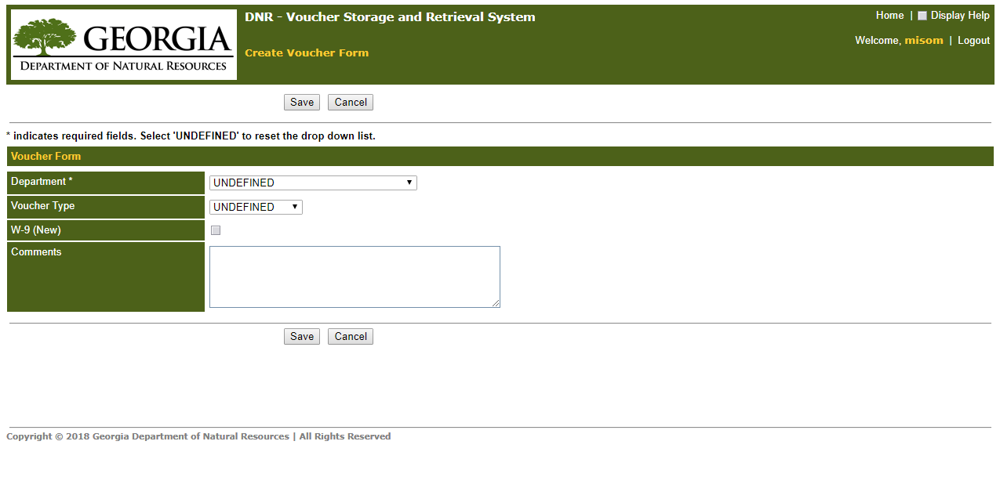 GEORGIA
DEPARTMENT OF NATURAL RESOURCES
DNR - Voucher Storage and Retrieval System
Create Voucher Form
Home | Display Help
Welcome, misom | Logout
Save Cancel
* indicates required fields. Select 'UNDEFINED' to reset the drop down list.
Voucher Form
Department * UNDEFINED
Voucher Type UNDEFINED
W-9 (New)
Comments
Save Cancel
Copyright © 2018 Georgia Department of Natural Resources | All Rights Reserved